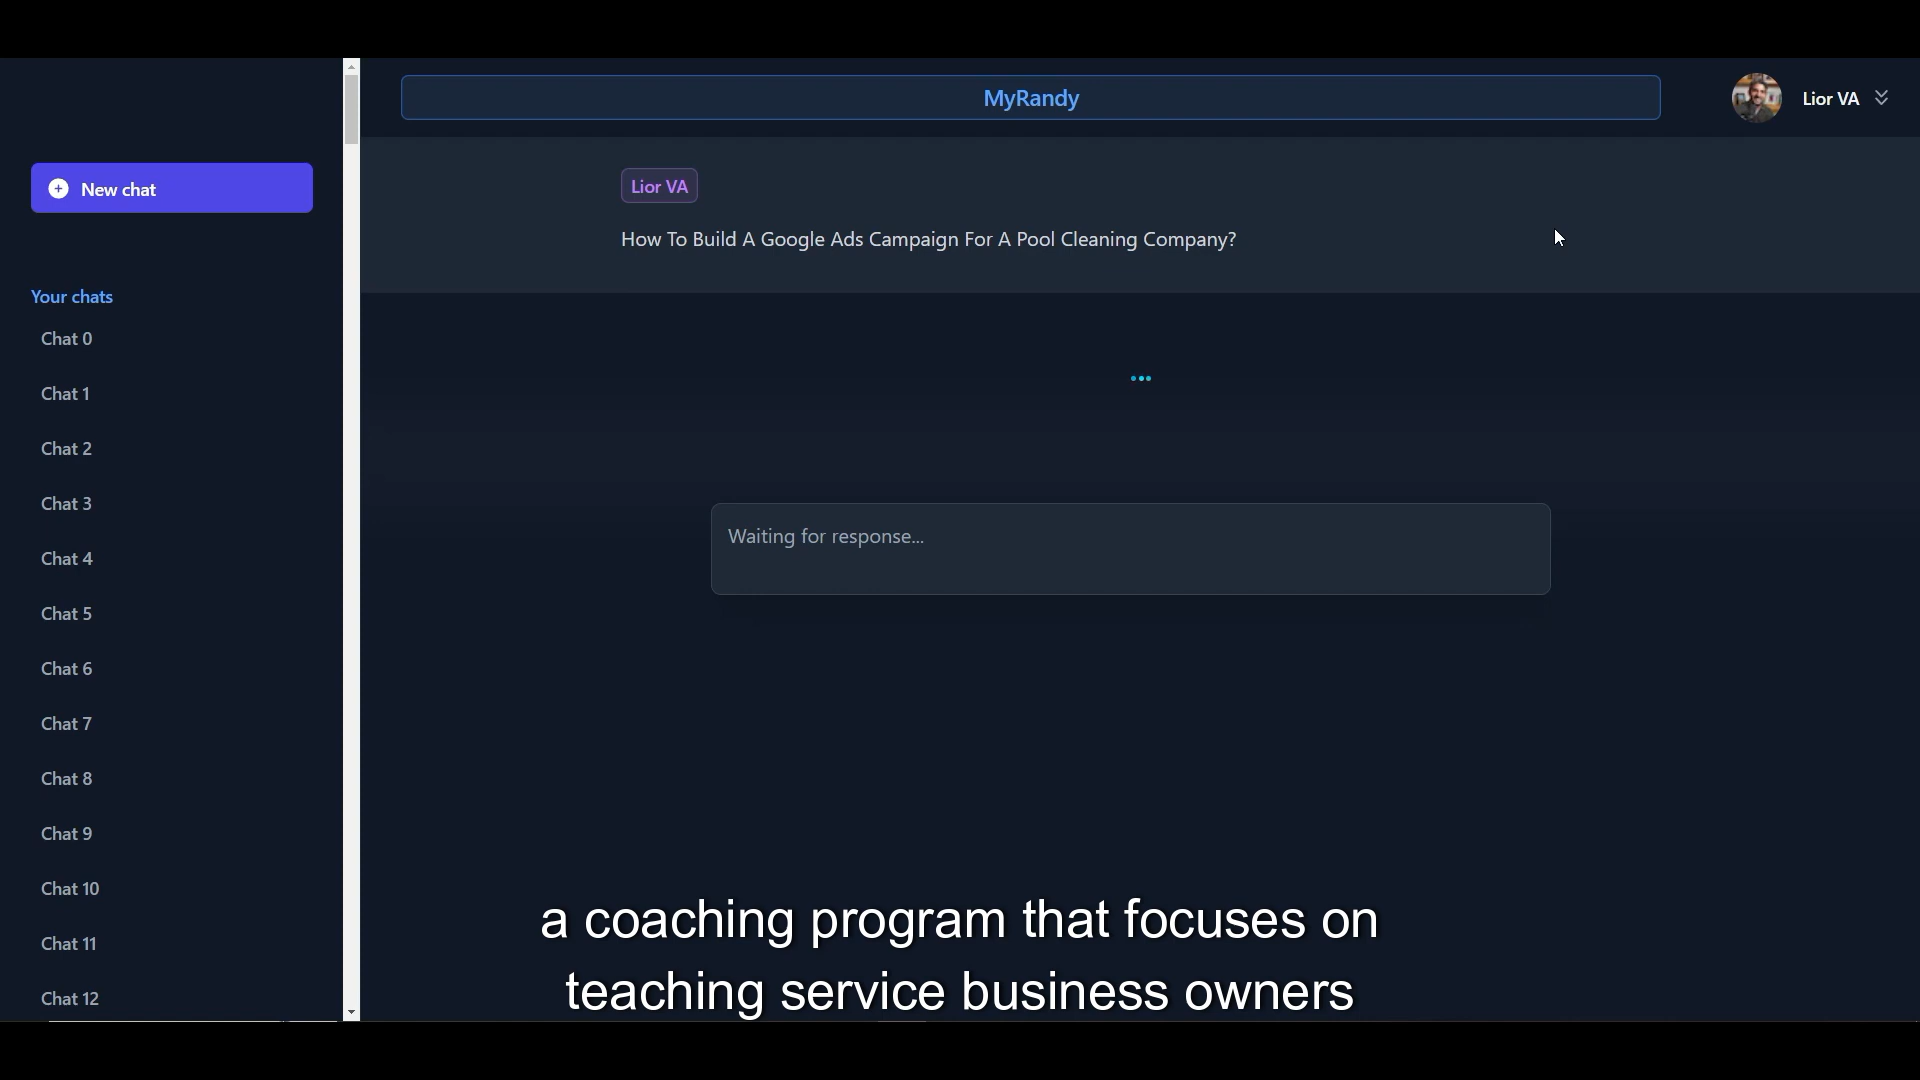 MyRandy
Lior VA
New chat
Lior VA
How To Build A Google Ads Campaign For A Pool Cleaning Company?
Your chats
Chat 0
Chat 1
Chat 2
Chat 3
Chat 4
Chat 5
Chat 6
Chat 7
Chat 8
Chat 9
Chat 10
Chat 11
Chat 12
Waiting for response...
a coaching program that focuses on
teaching service business owners